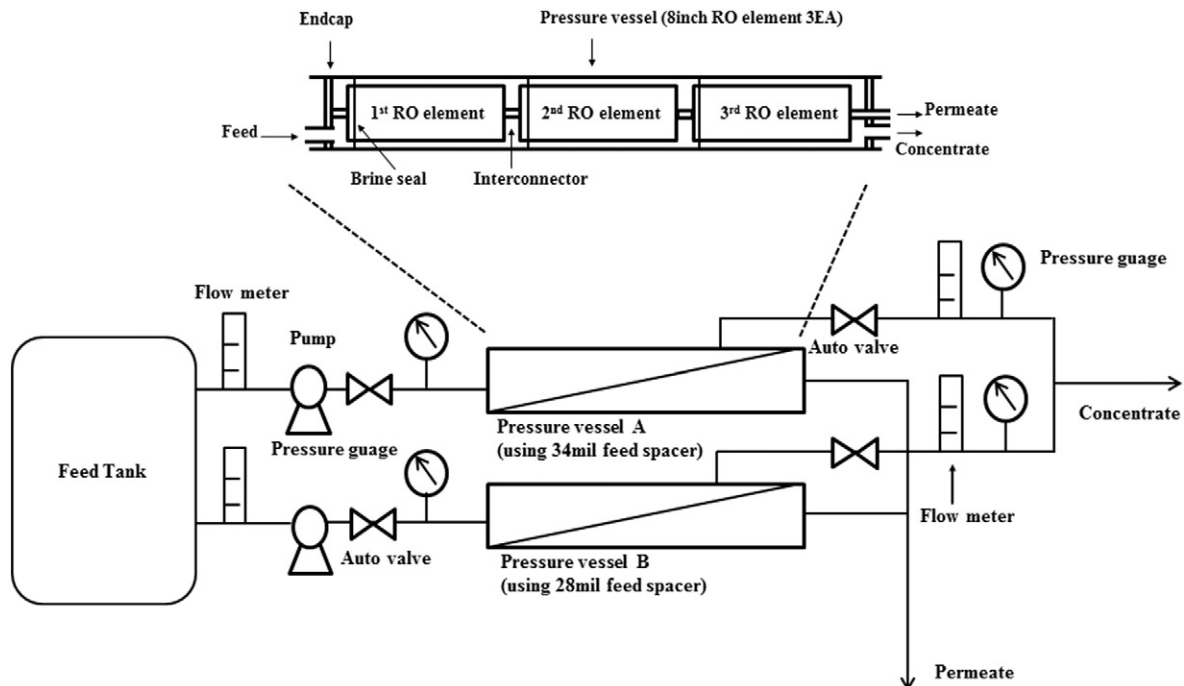 Pressure vessel (8inch RO element 3EA)
Endcap
1st RO element
2nd RO element
3rd RO element
Permeate
Feed
Concentrate
Brine seal
Interconnector
Pressure guage
Flow meter
Pump
Auto valve
Concentrate
Pressure vessel A
(using 34mil feed spacer)
Pressure guage
Feed Tank
Flow meter
Auto valve
Pressure vessel B
(using 28mil feed spacer)
Permeate